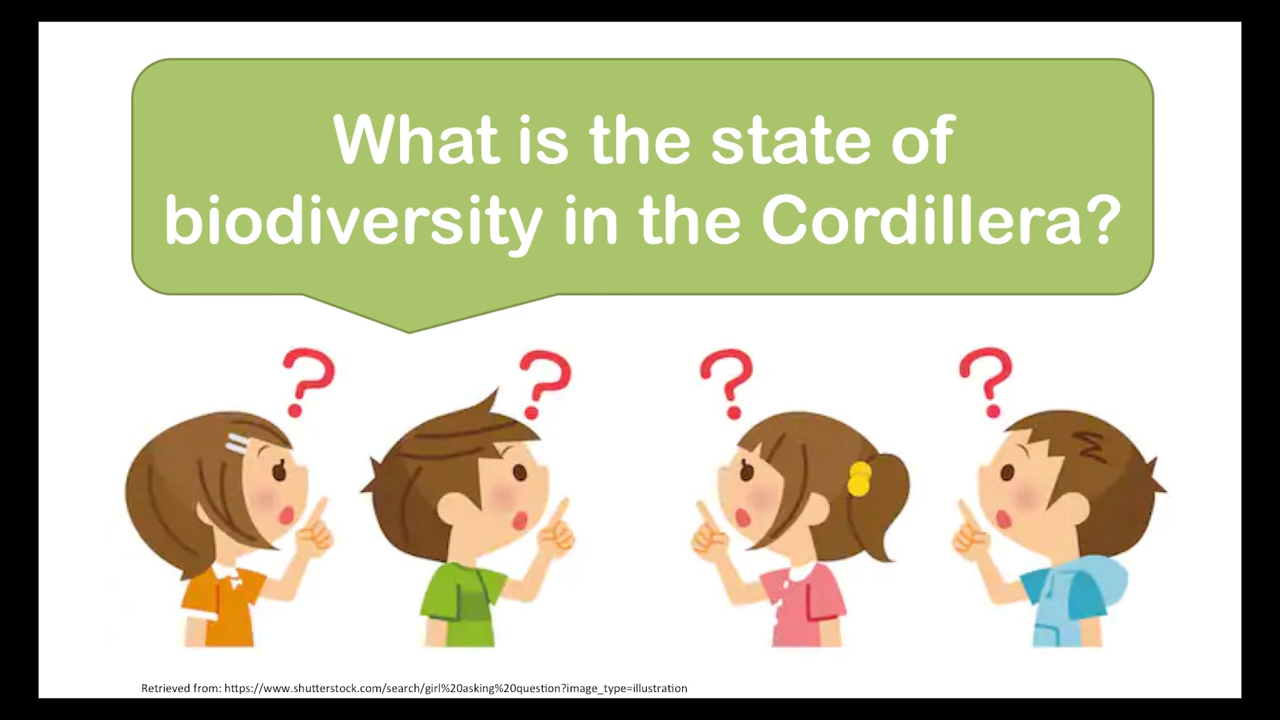 What is the state of
biodiversity in the Cordillera?
? ? ? ?
Retrieved from: https://www.shutterstock.com/search/girl%20asking%20question?image_type=illustration